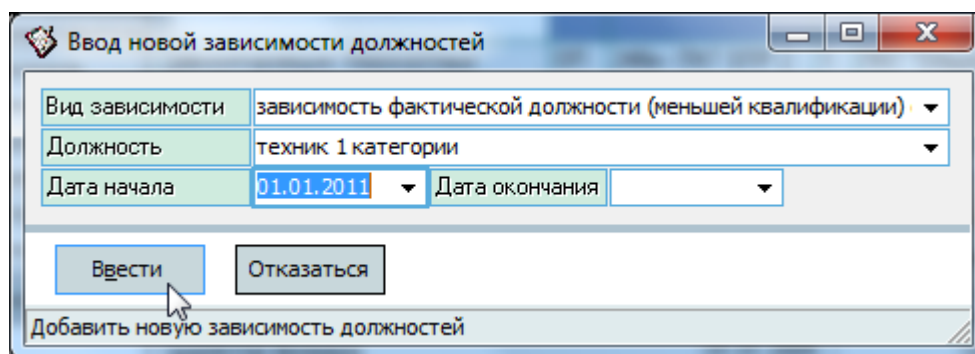 Ввод новой зависимости должностей
Вид зависимости зависимость фактической должности (меньшей квалификации)
Должность техник 1 категории
Дата начала 01.01.2011 Дата окончания
Ввести Отказаться
Добавить новую зависимость должностей